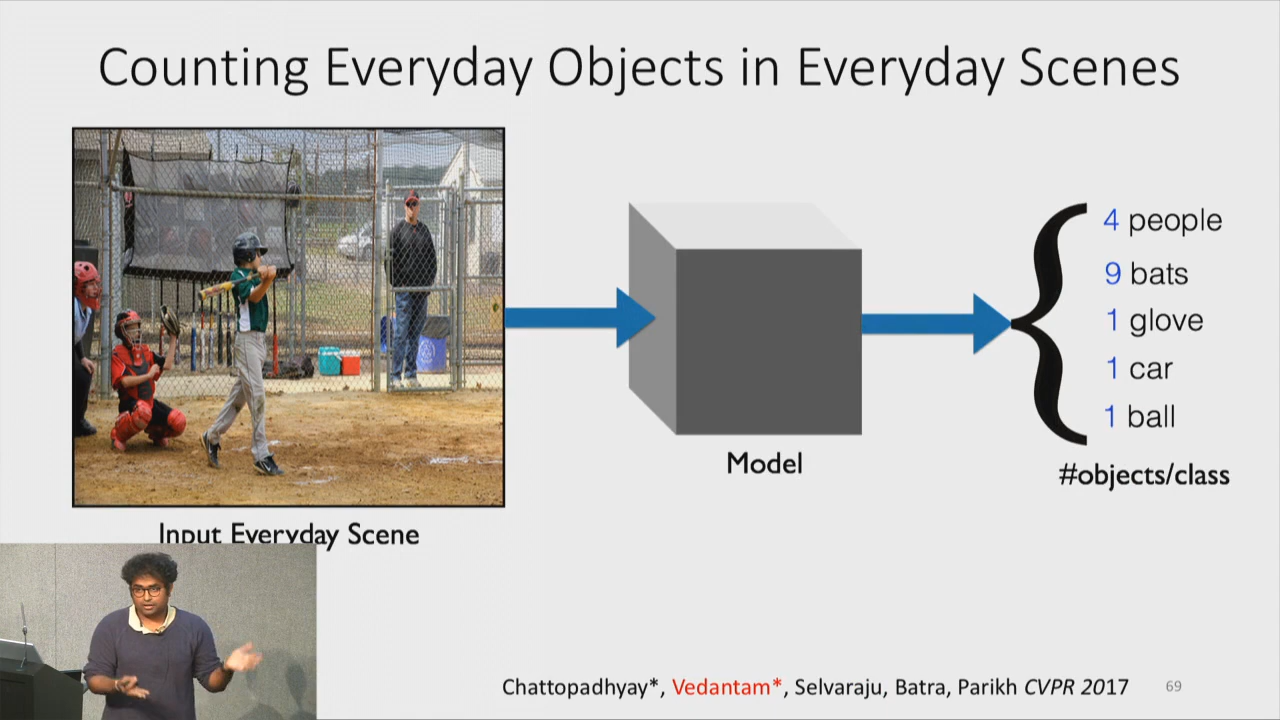 Counting Everyday Objects in Everyday Scenes
4 people
9 bats
1 glove
1 car
1 ball
Model
#objects/class
Input Everyday Scene
Chattopadhyay*, Vedantam*, Selvaraju, Batra, Parikh CVPR 2017
69